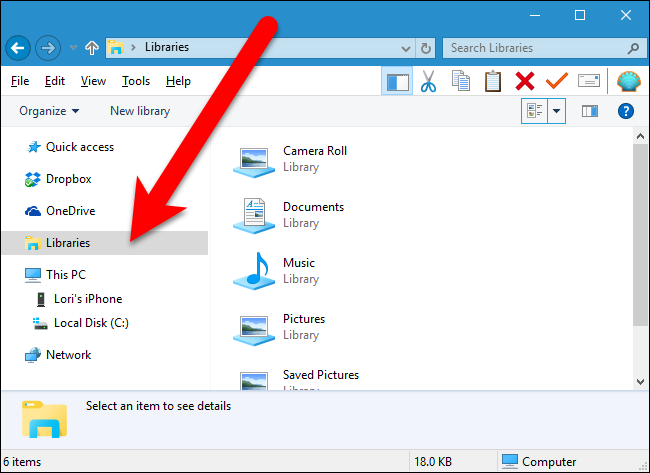 Libraries
Search Libraries
File Edit View Tools Help
Organize New library
Quick access
Dropbox
OneDrive
Libraries
This PC
Lori's iPhone
Local Disk (C:)
Network
Camera Roll
Library
Documents
Library
Music
Library
Pictures
Library
Saved Pictures
Library
Select an item to see details
6 items 18.0 KB Computer